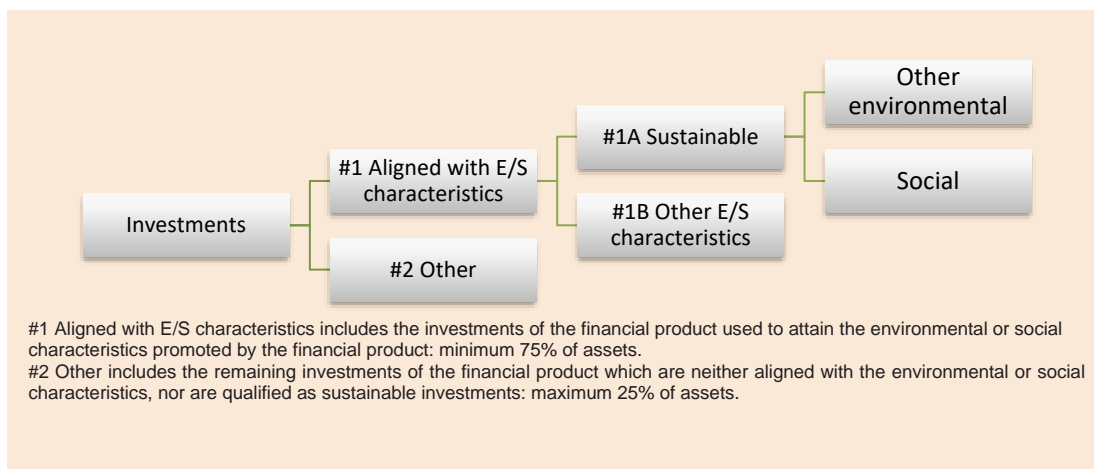 Other
environmental
#1A Sustainable
#1 Aligned with E/S
characteristics
Social
Investments
#1B Other E/S
characteristics
#2 Other
#1 Aligned with E/S characteristics includes the investments of the financial product used to attain the environmental or social
characteristics promoted by the financial product: minimum 75% of assets.
#2 Other includes the remaining investments of the financial product which are neither aligned with the environmental or social
characteristics, nor are qualified as sustainable investments: maximum 25% of assets.